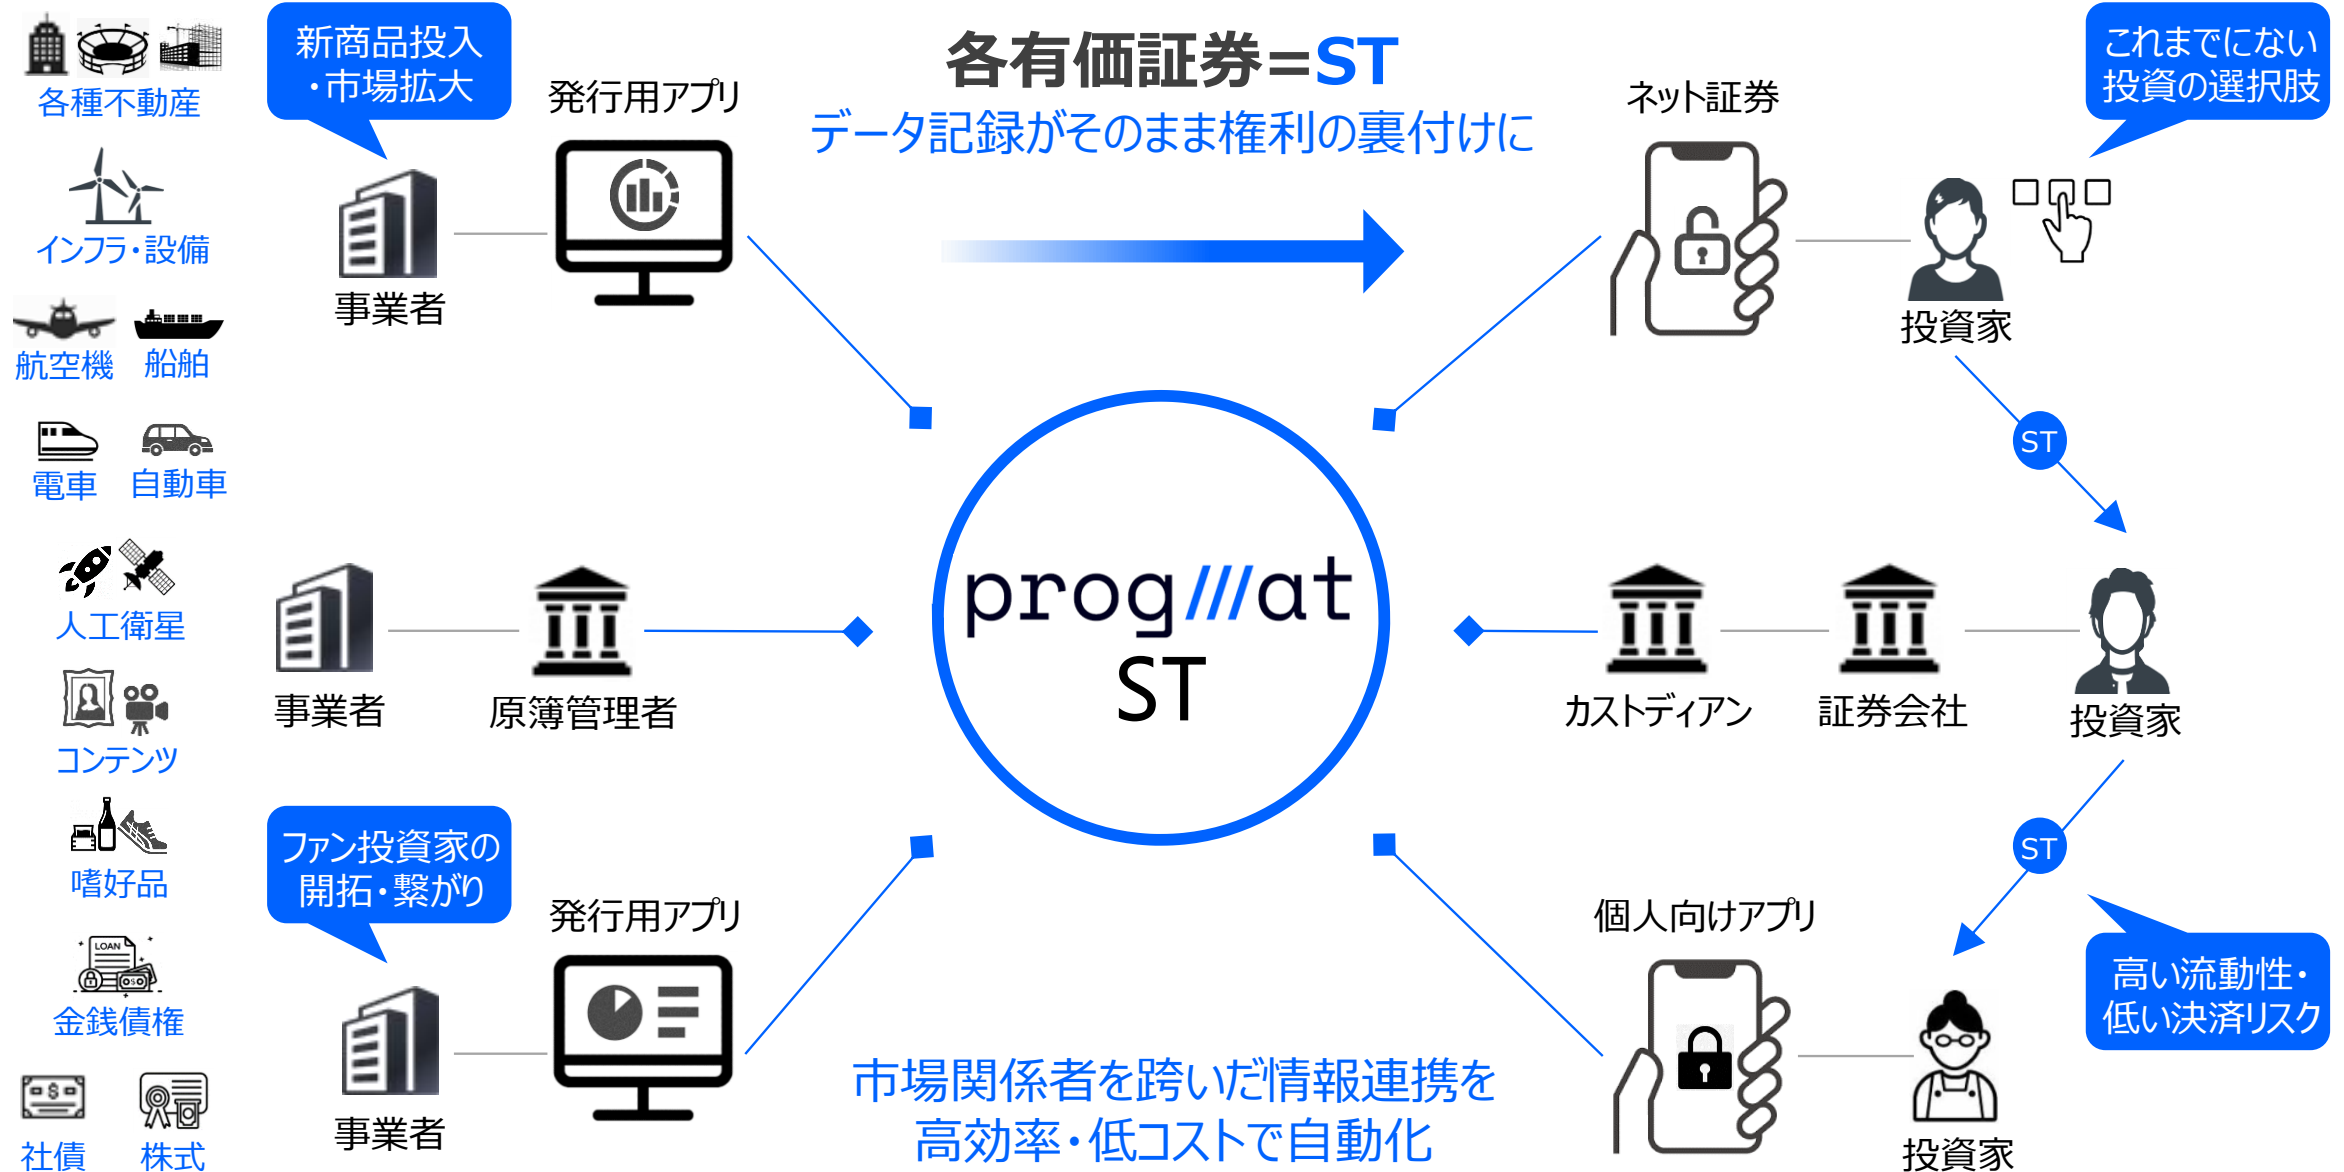 各種不動産
インフラ・設備
航空機
船舶
電車
自動車
人工衛星
コンテンツ
嗜好品
LOAN
金銭債権
社債
株式
新商品投入
・市場拡大
発行用アプリ
事業者
事業者
原簿管理者
ファン投資家の
開拓・繋がり
発行用アプリ
事業者
各有価証券=ST
データ記録がそのまま権利の裏付けに
progmat
ST
市場関係者を跨いだ情報連携を
高効率・低コストで自動化
ネット証券
これまでにない
投資の選択肢
投資家
ST
カストディアン
証券会社
投資家
ST
個人向けアプリ
高い流動性・
低い決済リスク
投資家